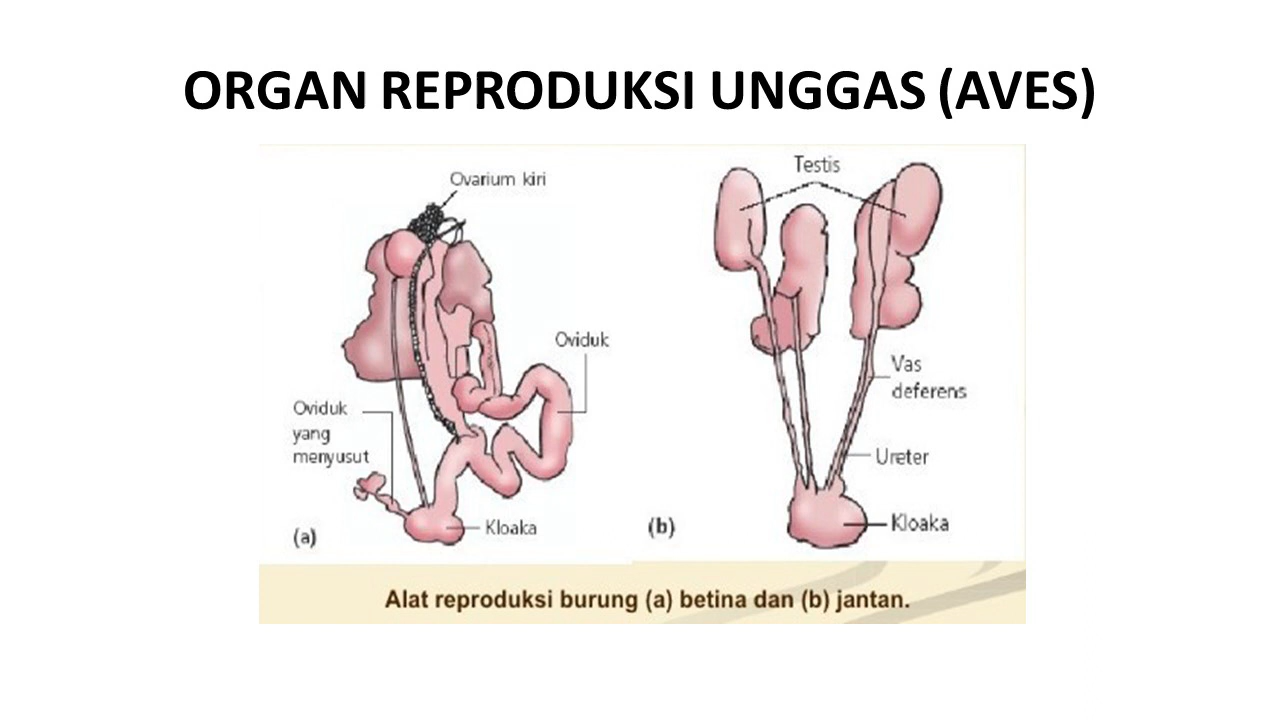 ORGAN REPRODUKSI UNGGAS (AVES)
Ovarium kiri
Oviduk
Oviduk
yang
menyusut
Kloaka
(a)
Testis
Vas
deferens
Ureter
Kloaka
(b)
Alat reproduksi burung (a) betina dan (b) jantan.